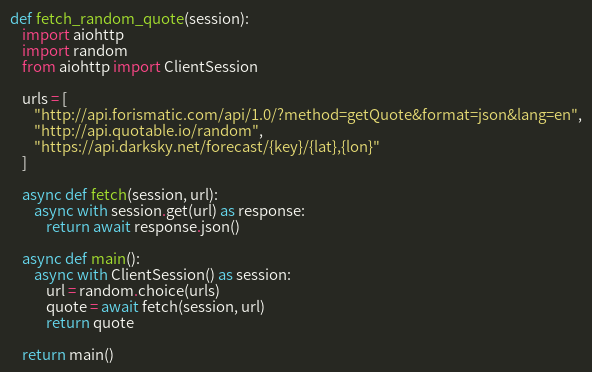 def fetch_random_quote(session):
    import aiohttp
    import random
    from aiohttp import ClientSession

    urls = [
        "http://api.forismatic.com/api/1.0/?method=getQuote&format=json&lang=en",
        "http://api.quotable.io/random",
        "https://api.darksky.net/forecast/{key}/{lat},{lon}"
    ]

    async def fetch(session, url):
        async with session.get(url) as response:
            return await response.json()

    async def main():
        async with ClientSession() as session:
            url = random.choice(urls)
            quote = await fetch(session, url)
            return quote

    return main()